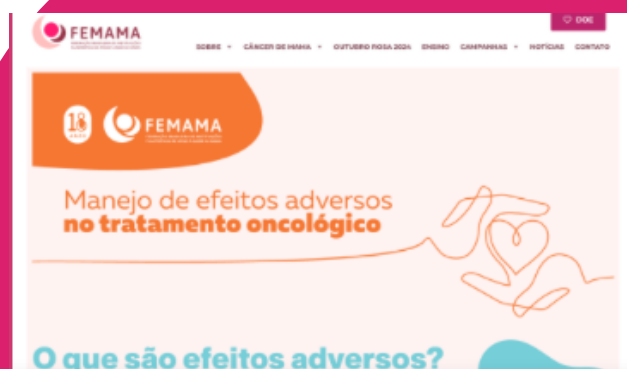 FEMAMA
DOE
SOBRE CÂNCER DE MAMA OUTUBRO ROSA 2024 ENSINO CAMPANHAS NOTÍCIAS CONTATO
18
FEMAMA
Manejo de efeitos adversos
no tratamento oncológico
O que são efeitos adversos?